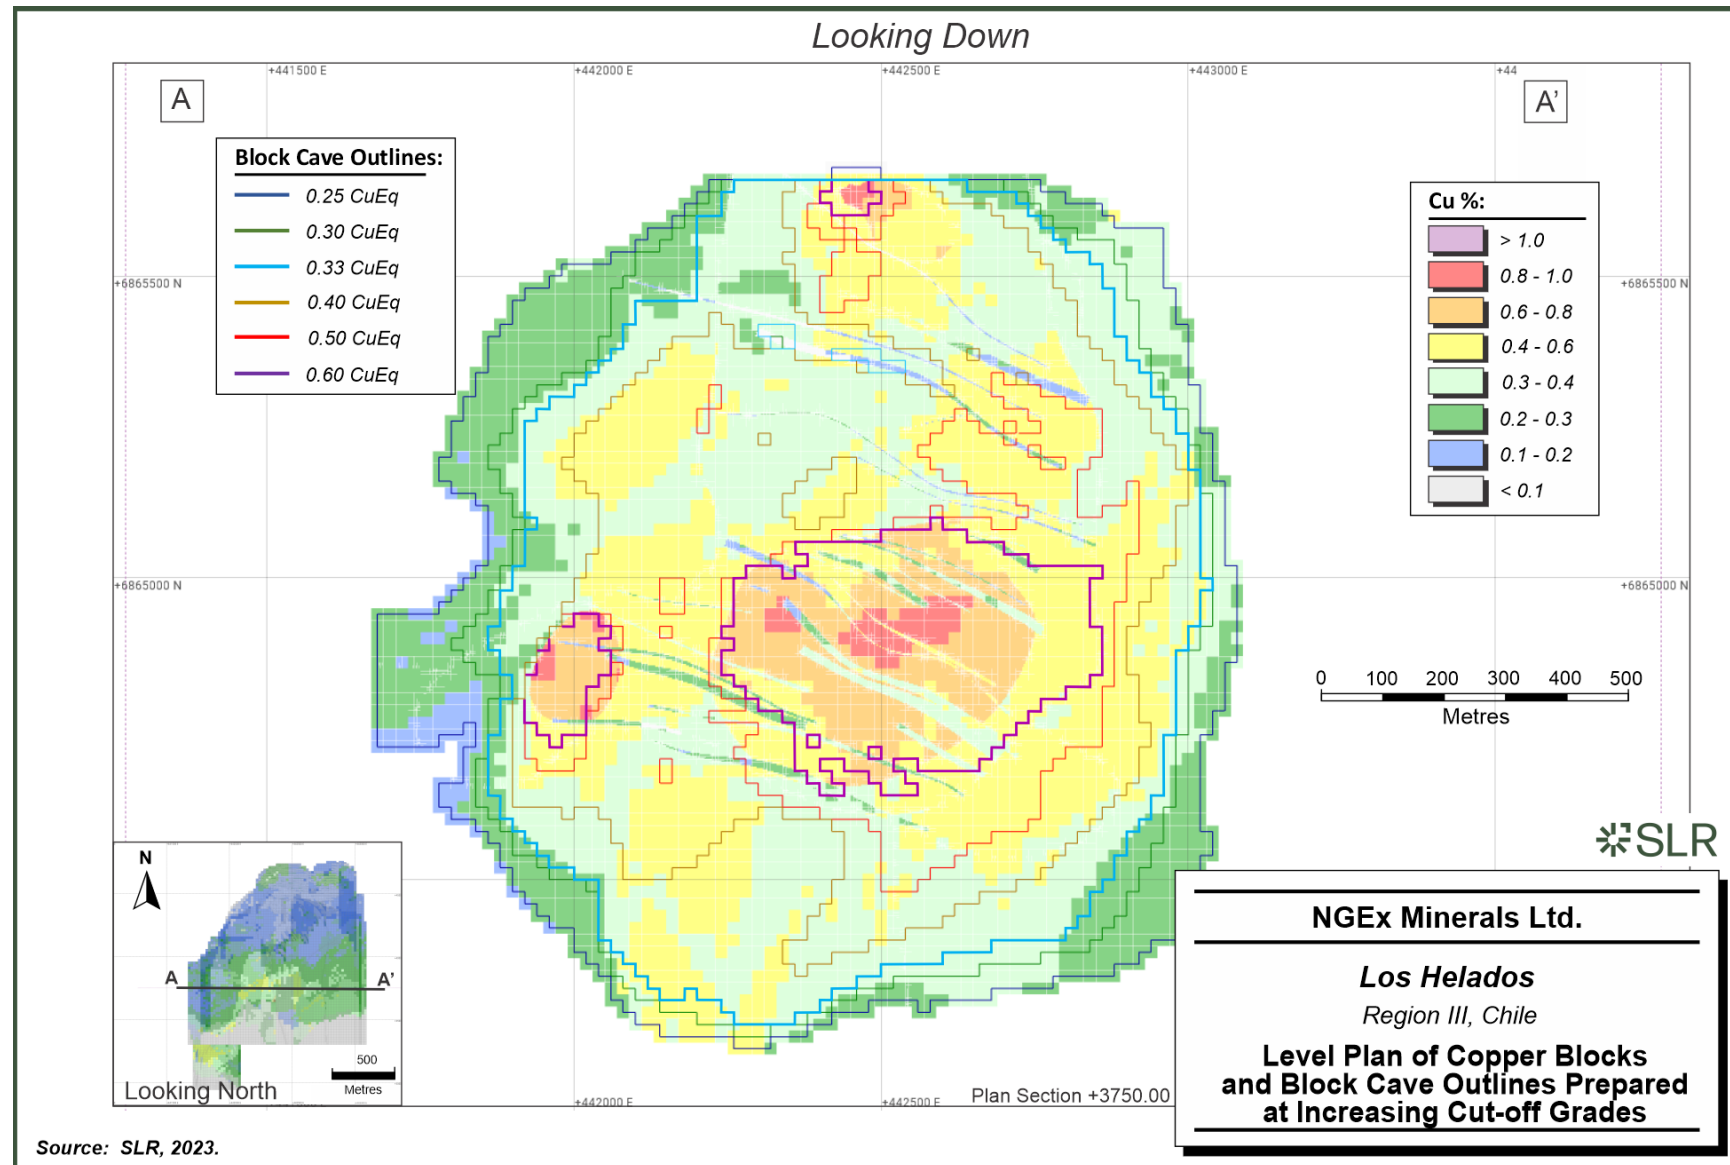 Looking Down
+441500 E
+442000 E
+442500 E
+443000 E
+44
A
A'
Block Cave Outlines:
0.25 CuEq
0.30 CuEq
0.33 CuEq
0.40 CuEq
0.50 CuEq
0.60 CuEq
Cu %:
> 1.0
0.8 - 1.0
0.6 - 0.8
0.4 - 0.6
0.3 - 0.4
0.2 - 0.3
0.1 - 0.2
< 0.1
+6865500 N
+6865500 N
+6865000 N
+6865000 N
0 100 200 300 400 500
Metres
SLR
N
A
A'
500
Metres
Looking North
+442000 E
+442500 E
Plan Section +3750.00
NGEx Minerals Ltd.
Los Helados
Region III, Chile
Level Plan of Copper Blocks
and Block Cave Outlines Prepared
at Increasing Cut-off Grades
Source: SLR, 2023.